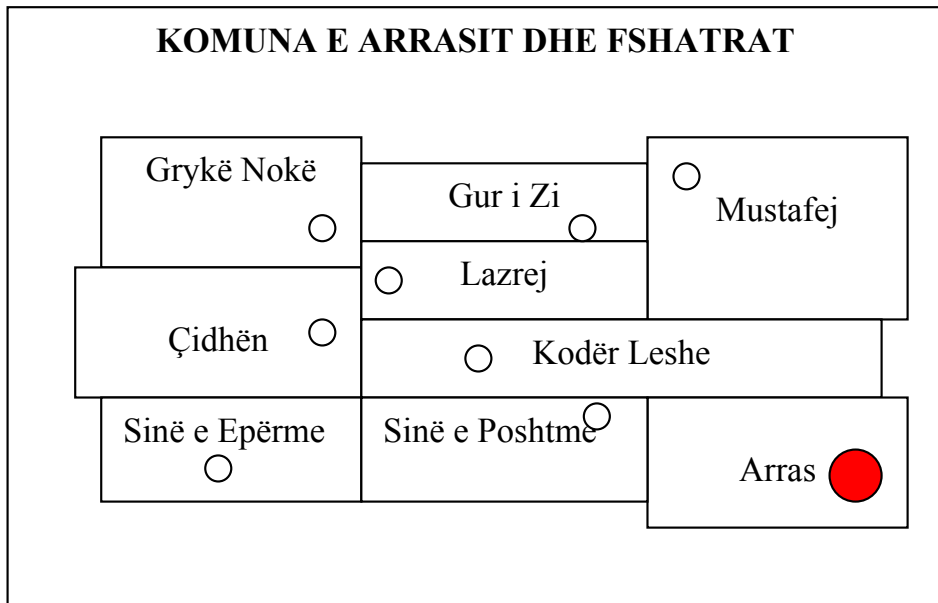 KOMUNA E ARRASIT DHE FSHATRAT
Grykë Nokë
Gur i Zi
Mustafej
Lazrej
Çidhën
Kodër Leshe
Sinë e Epërme
Sinë e Poshtme
Arras